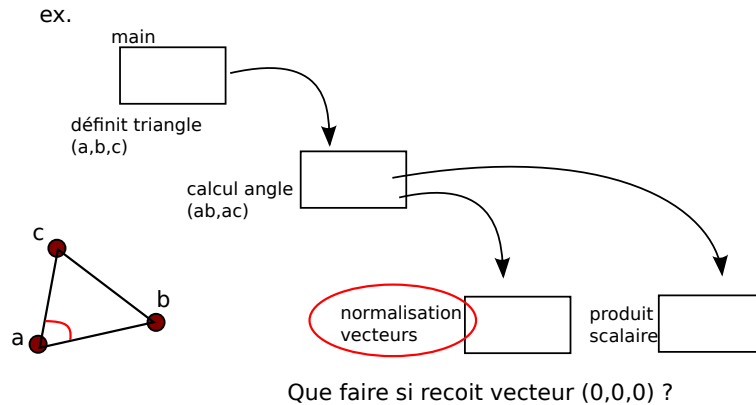 ex.
main
définit triangle
(a,b,c)
calcul angle
(ab,ac)
c
b
a
normalisation
vecteurs
produit
scalaire
Que faire si recoit vecteur (0,0,0) ?